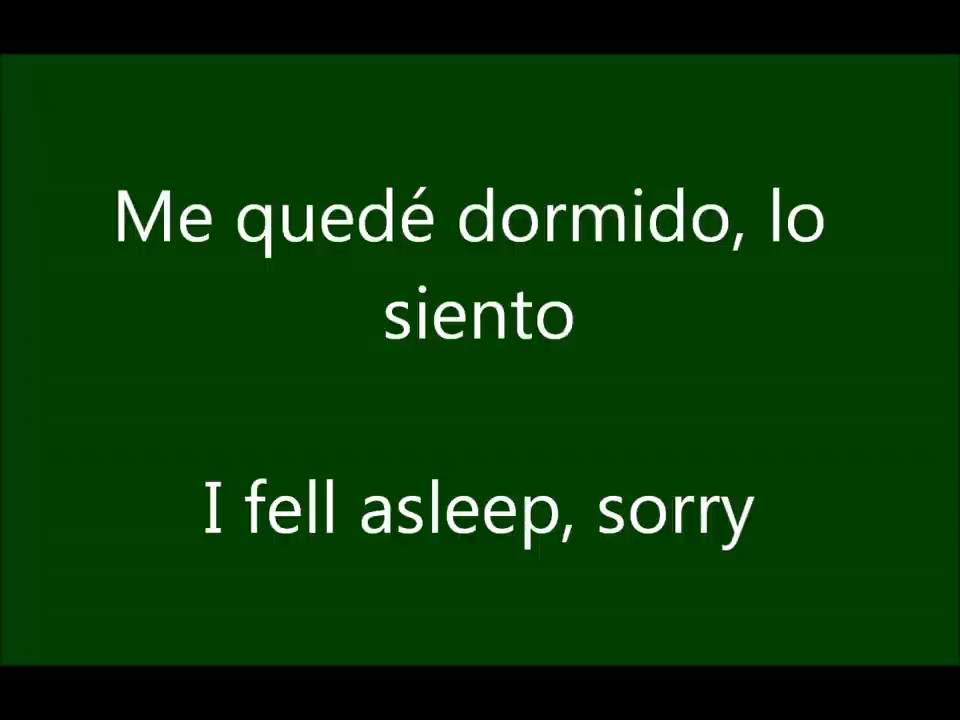 Me quedé dormido, lo
siento
I fell asleep, sorry